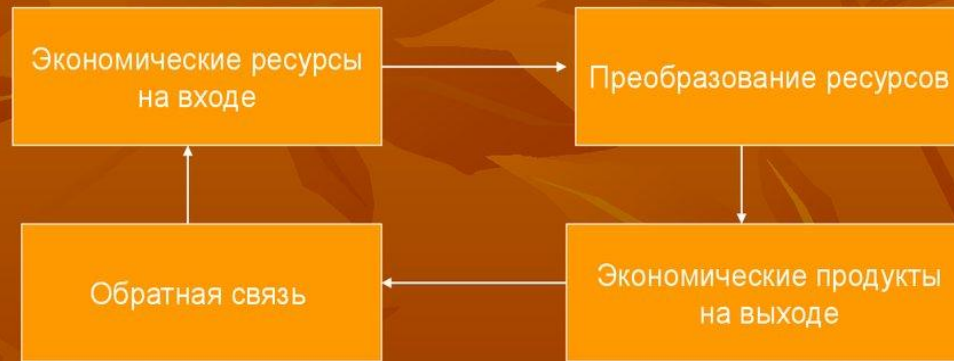 Экономические ресурсы
на входе
Преобразование ресурсов
Обратная связь
Экономические продукты
на выходе